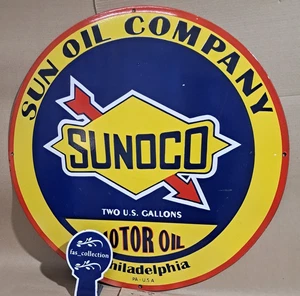 SUN OIL COMPANY
SUNOCO
TWO U.S. GALLONS
OTOR OIL
hiladelphia
PA-U.S.A
fas_collection